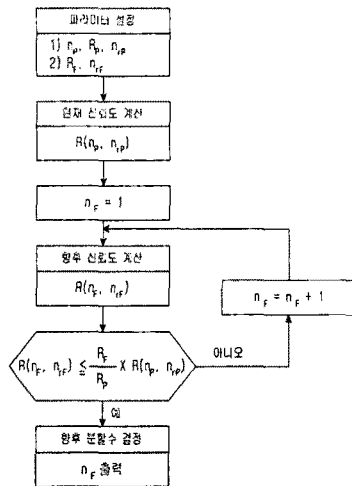 파라미터 설정
1) n_P, R_P, n_rP
2) R_F, n_rF
현재 신뢰도 계산
R(n_P, n_rP)
n_F = 1
향후 신뢰도 계산
R(n_F, n_rF)
n_F = n_F + 1
R(n_F, n_rF) ≦ R_F / R_P X R(n_P, n_rP)
아니오
예
향후 분할수 결정
n_F 출력